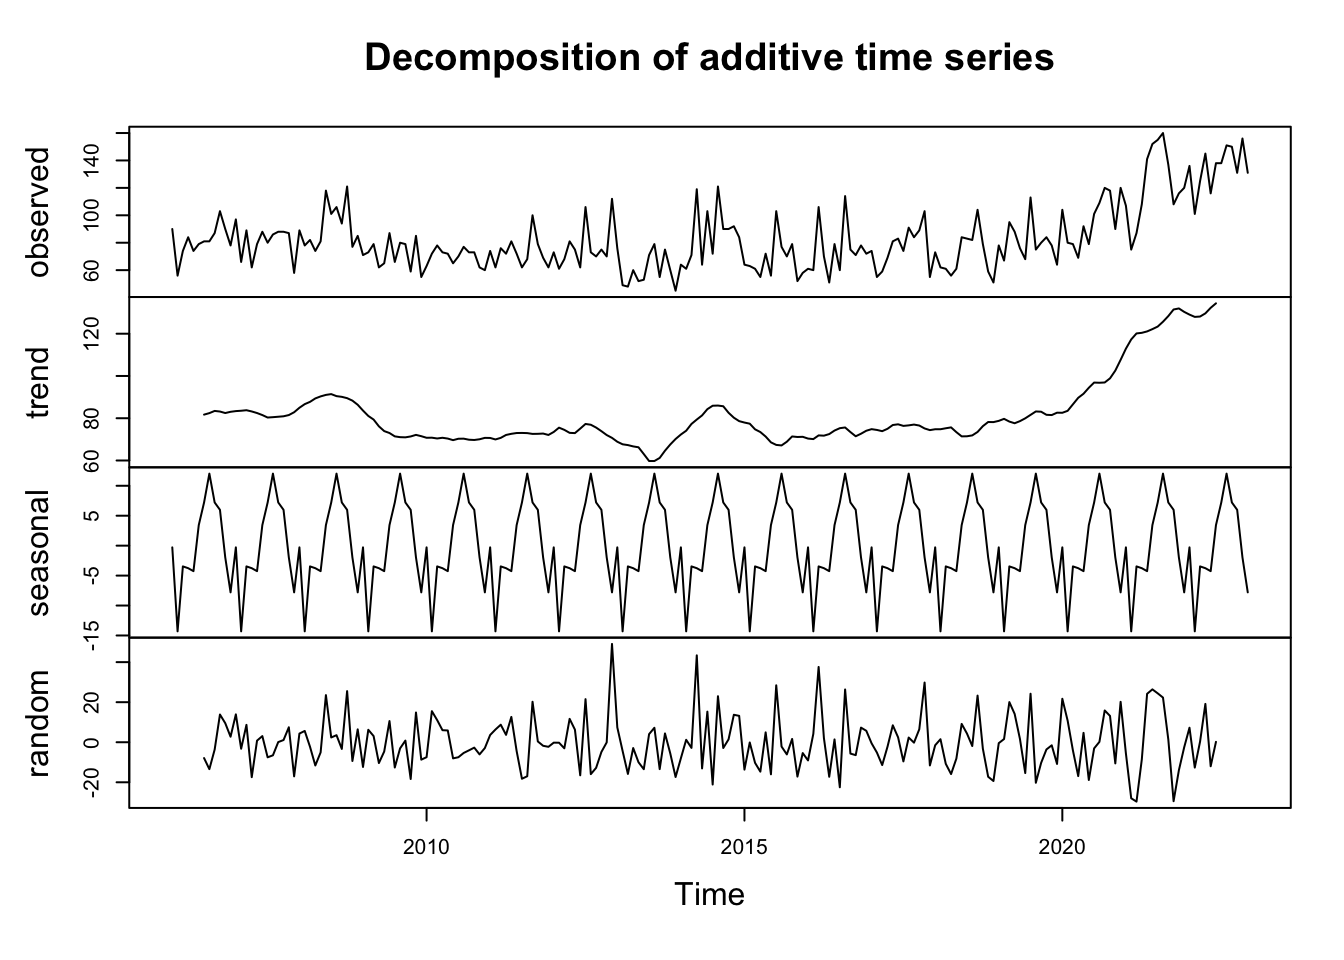 Decomposition of additive time series
observed
60 100 140
trend
60 80 120
seasonal
-15 -5 5
random
-20 0 20
2010 2015 2020
Time